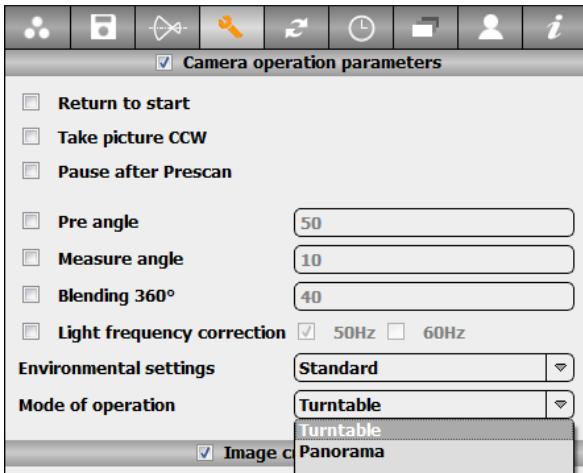 i
Camera operation parameters
Return to start
Take picture CCW
Pause after Prescan
Pre angle 50
Measure angle 10
Blending 360° 40
Light frequency correction 50Hz 60Hz
Environmental settings Standard
Mode of operation Turntable
Turntable
Image c Panorama